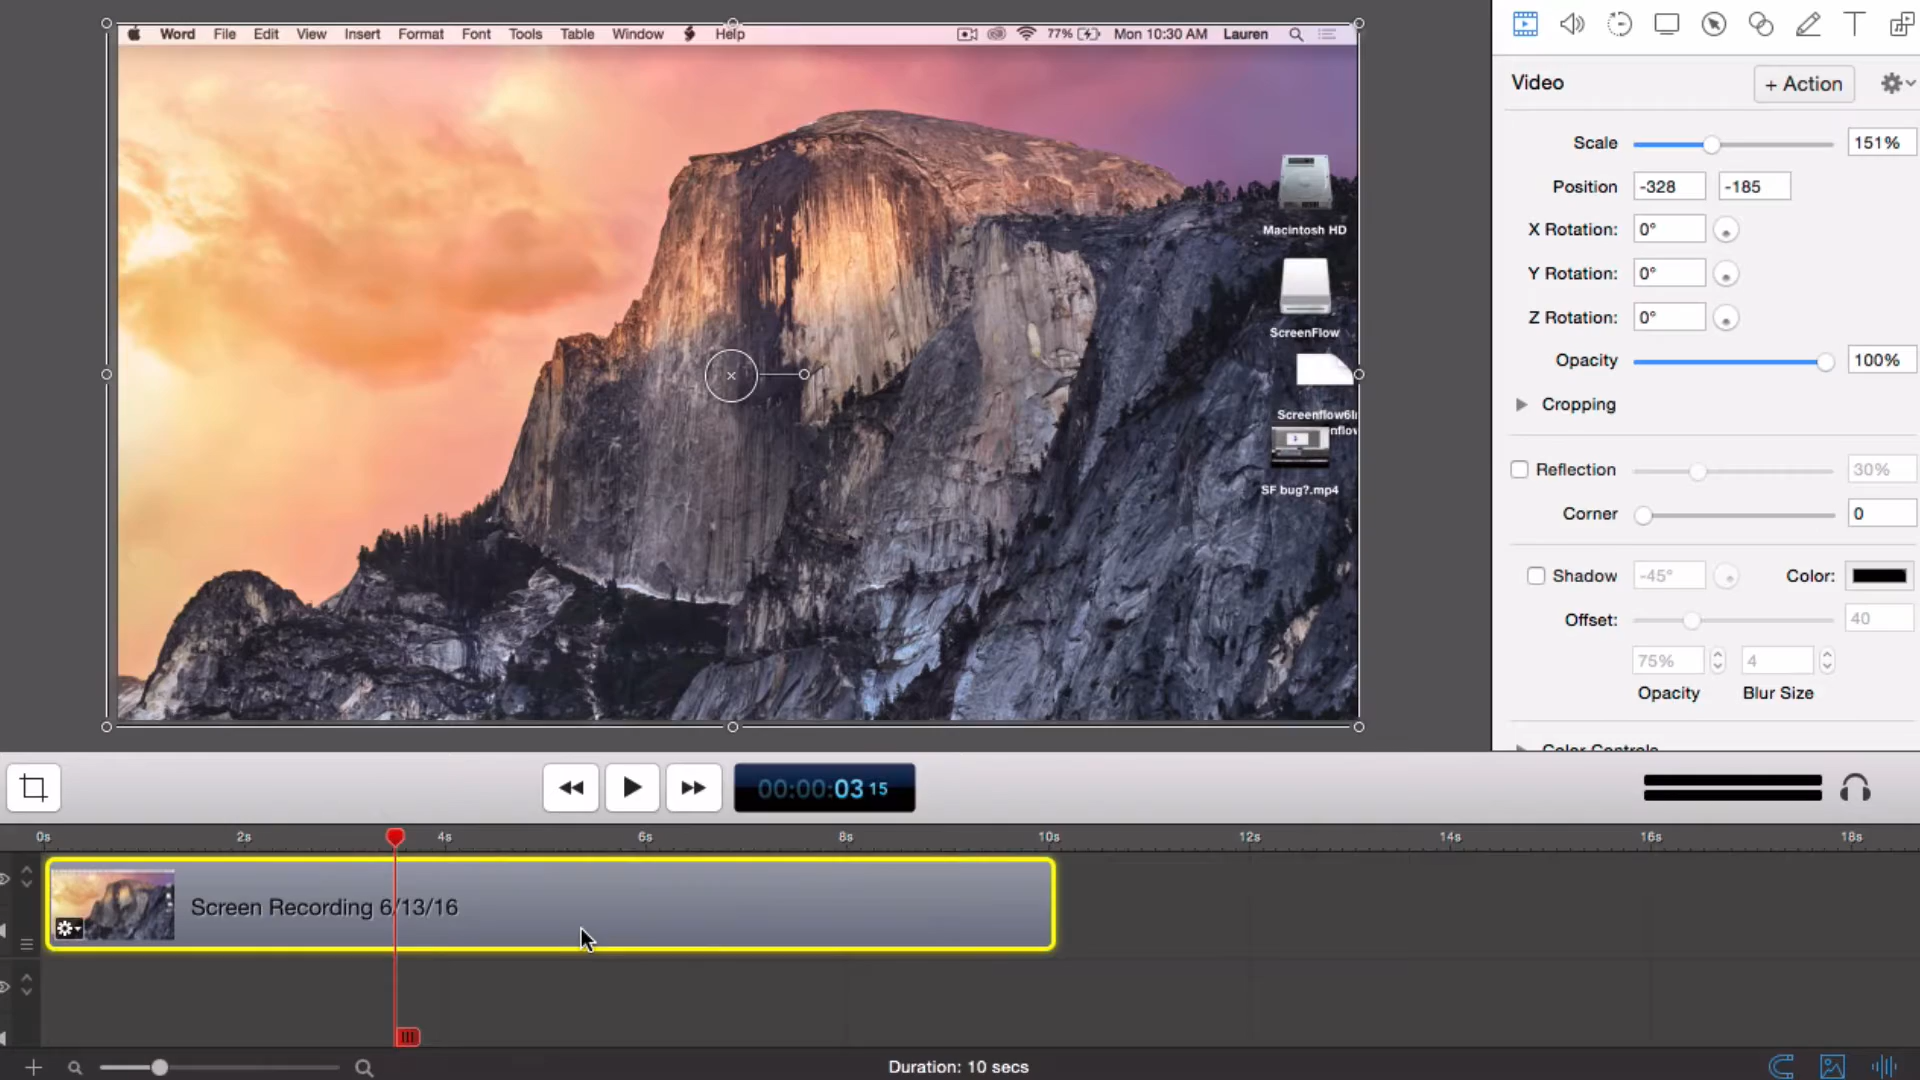 Word File Edit View Insert Format Font Tools Table Window Help 77% Mon 10:30 AM Lauren
Macintosh HD
ScreenFlow
SF bug?.mp4
Video
+ Action
Scale 151%
Position -328 -185
X Rotation: 0°
Y Rotation: 0°
Z Rotation: 0°
Opacity 100%
Cropping
Reflection 30%
Corner 0
Shadow -45° Color:
Offset: 40
75% 4
Opacity Blur Size
Color Controls
00:00:03 15
0s 2s 4s 6s 8s 10s 12s 14s 16s 18s
Screen Recording 6/13/16
Duration: 10 secs